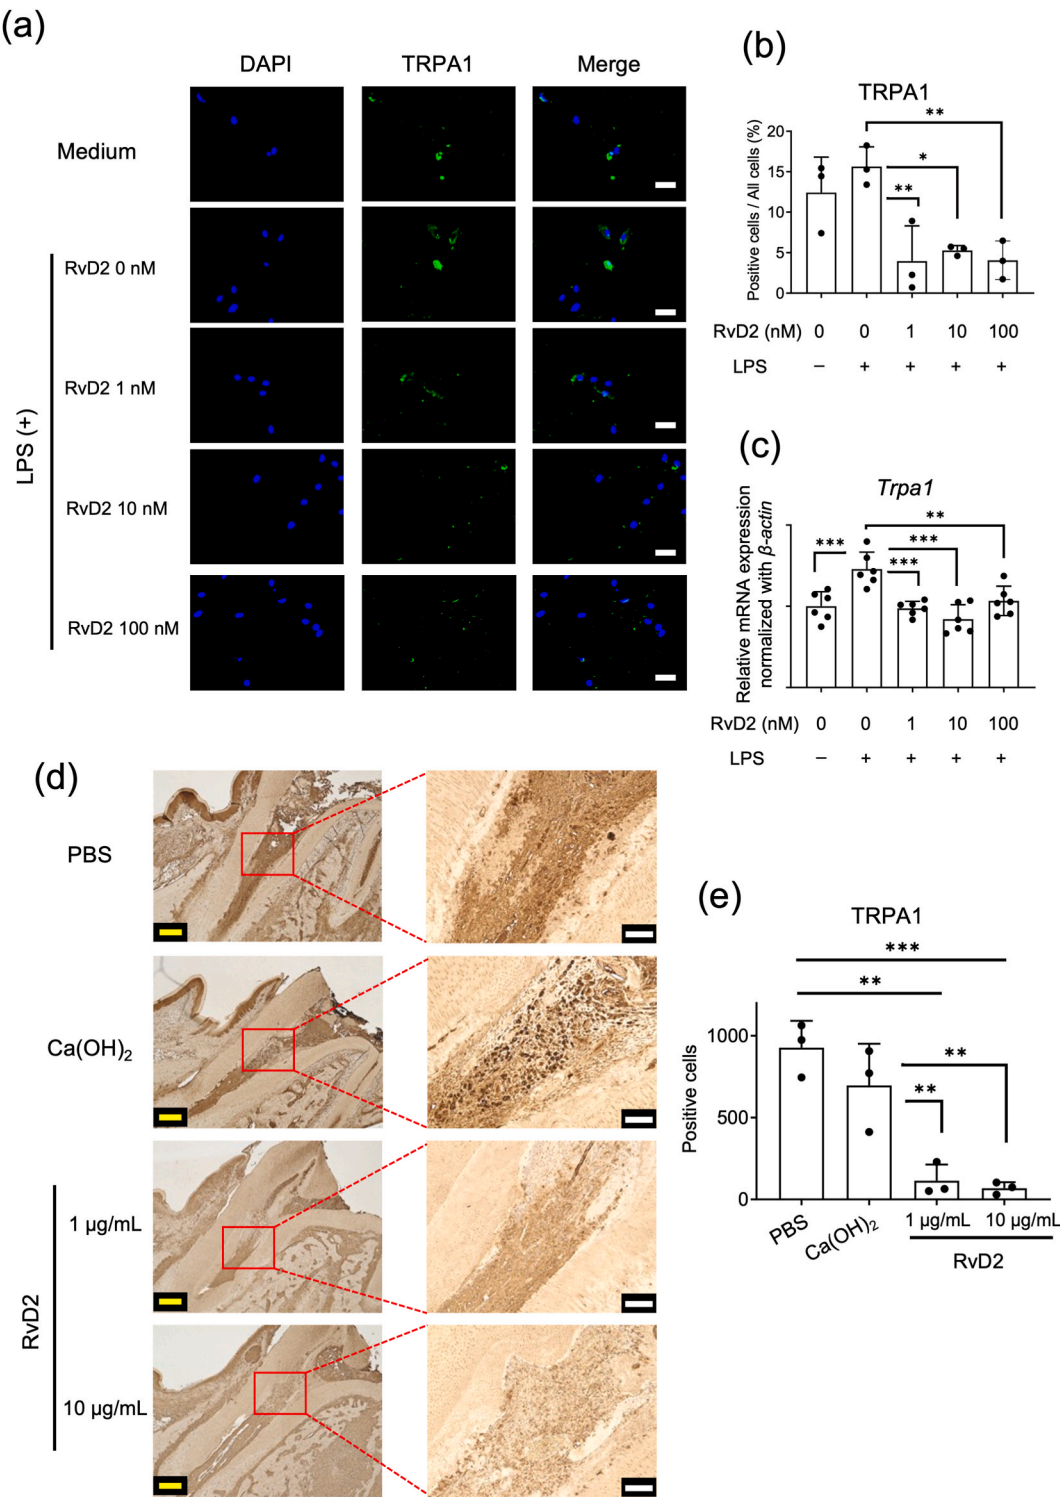 (a)
DAPI TRPA1 Merge
Medium
LPS (+)
RvD2 0 nM
RvD2 1 nM
RvD2 10 nM
RvD2 100 nM
(b)
TRPA1
Positive cells / All cells (%)
20
15
10
5
0
**
*
**
RvD2 (nM) 0 0 1 10 100
LPS – + + + +
(c)
Trpa1
Relative mRNA expression
normalized with β-actin
**
***
***
***
RvD2 (nM) 0 0 1 10 100
LPS – + + + +
(d)
PBS
Ca(OH)₂
RvD2
1 µg/mL
10 µg/mL
(e)
TRPA1
***
**
**
**
Positive cells
1000
500
0
PBS
Ca(OH)₂
1 µg/mL 10 µg/mL
RvD2